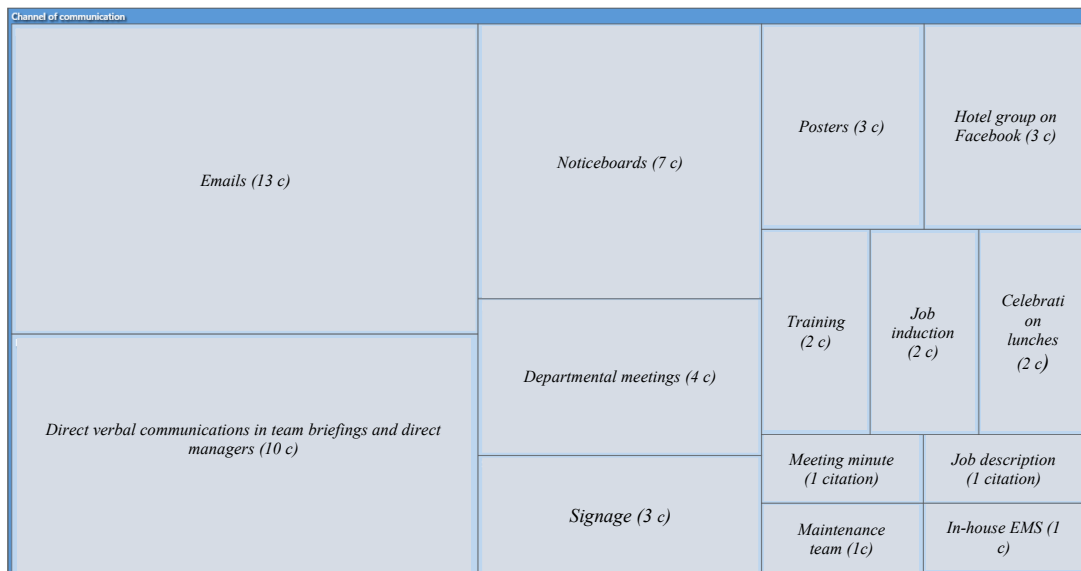 Channel of communication
Emails (13 c)
Direct verbal communications in team briefings and direct
managers (10 c)
Noticeboards (7 c)
Departmental meetings (4 c)
Signage (3 c)
Posters (3 c)
Hotel group on
Facebook (3 c)
Training
(2 c)
Job
induction
(2 c)
Celebrati
on
lunches
(2 c)
Meeting minute
(1 citation)
Job description
(1 citation)
Maintenance
team (1c)
In-house EMS (1
c)